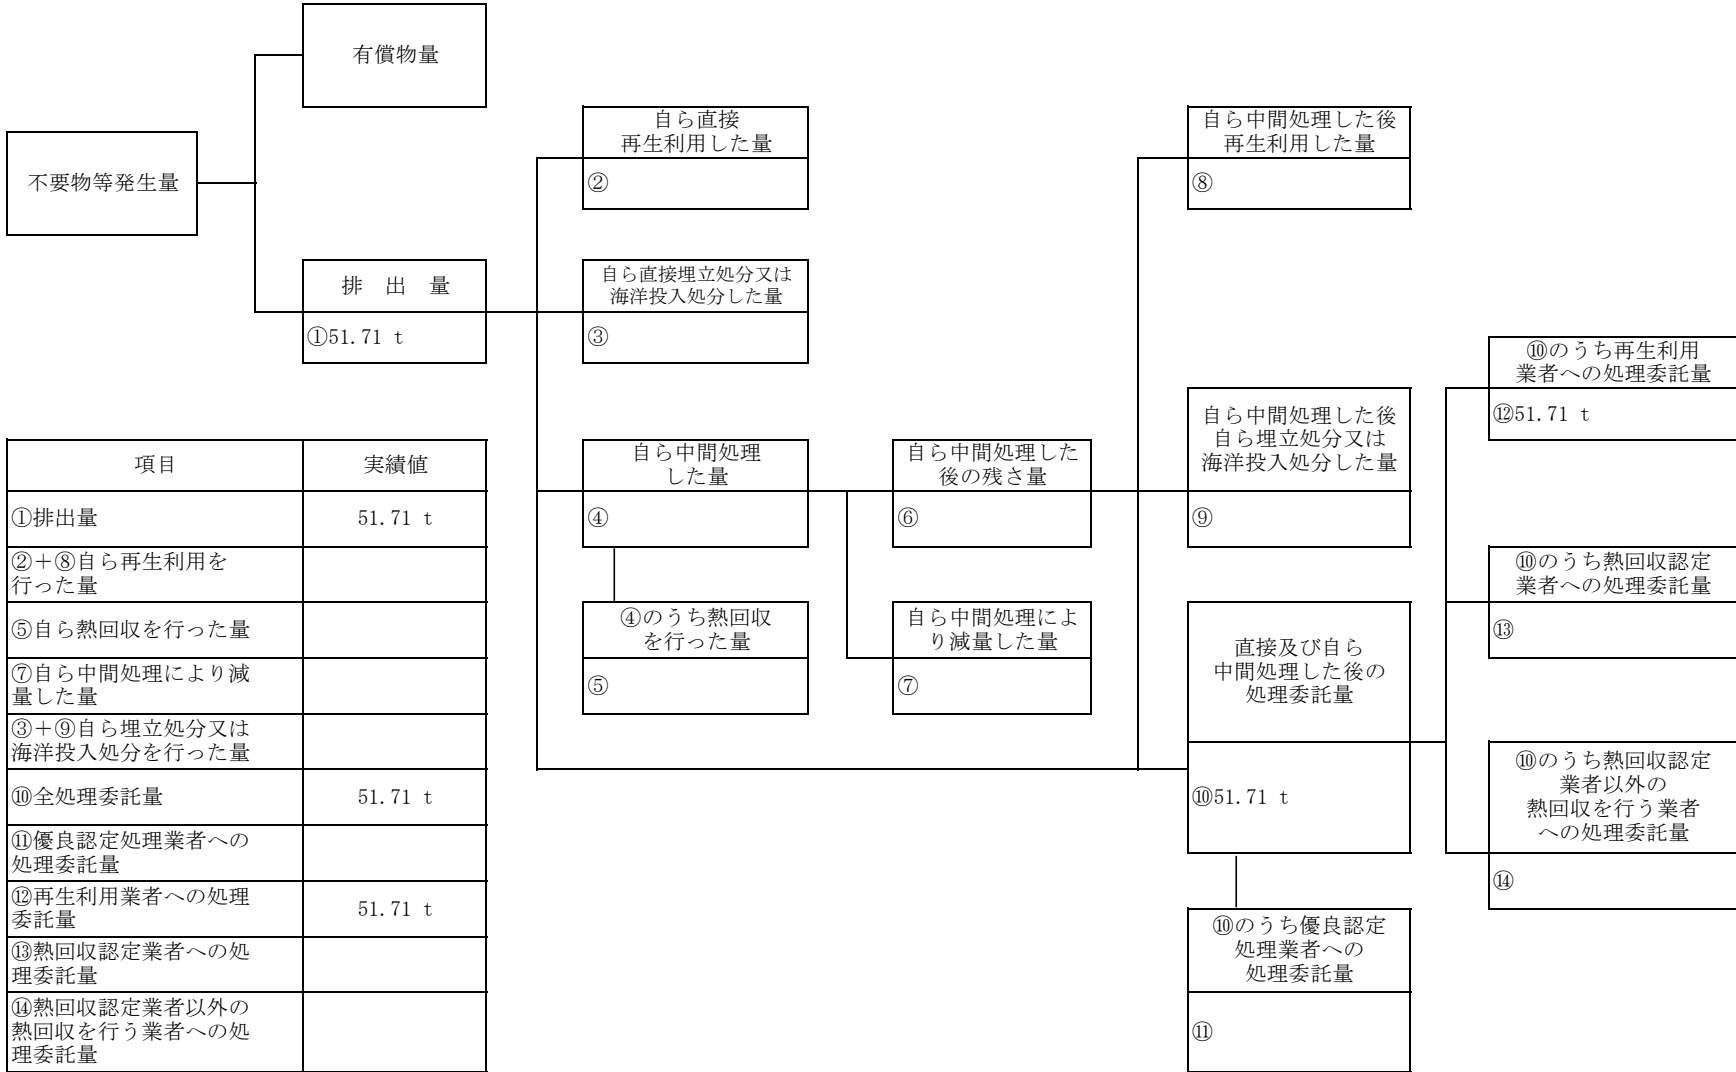 有償物量
不要物等発生量
排　出　量
①51.71 t
自ら直接
再生利用した量
②
自ら直接埋立処分又は
海洋投入処分した量
③
自ら中間処理
した量
④
④のうち熱回収
を行った量
⑤
自ら中間処理した
後の残さ量
⑥
自ら中間処理によ
り減量した量
⑦
自ら中間処理した後
再生利用した量
⑧
自ら中間処理した後
自ら埋立処分又は
海洋投入処分した量
⑨
直接及び自ら
中間処理した後の
処理委託量
⑩51.71 t
⑩のうち優良認定
処理業者への
処理委託量
⑪
⑩のうち再生利用
業者への処理委託量
⑫51.71 t
⑩のうち熱回収認定
業者への処理委託量
⑬
⑩のうち熱回収認定
業者以外の
熱回収を行う業者
への処理委託量
⑭
項目 実績値
①排出量 51.71 t
②＋⑧自ら再生利用を
行った量
⑤自ら熱回収を行った量
⑦自ら中間処理により減
量した量
③＋⑨自ら埋立処分又は
海洋投入処分を行った量
⑩全処理委託量 51.71 t
⑪優良認定処理業者への
処理委託量
⑫再生利用業者への処理
委託量 51.71 t
⑬熱回収認定業者への処
理委託量
⑭熱回収認定業者以外の
熱回収を行う業者への処
理委託量